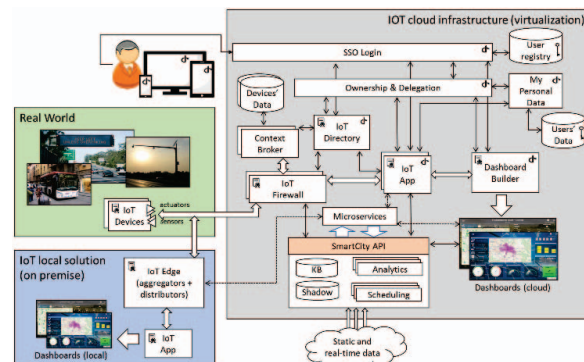 IOT cloud infrastructure (virtualization)
SSO Login
User
registry
Ownership & Delegation
Devices'
Data
My
Personal
Data
Users'
Data
Real World
Context
Broker
IoT
Directory
IoT
App
Dashboard
Builder
IoT
Firewall
IoT
Devices
actuators
sensors
Microservices
SmartCity API
KB
Analytics
Shadow
Scheduling
Dashboards (cloud)
IoT local solution
(on premise)
IoT Edge
(aggregators +
distributors)
Dashboards (local)
IoT
App
Static and
real-time data